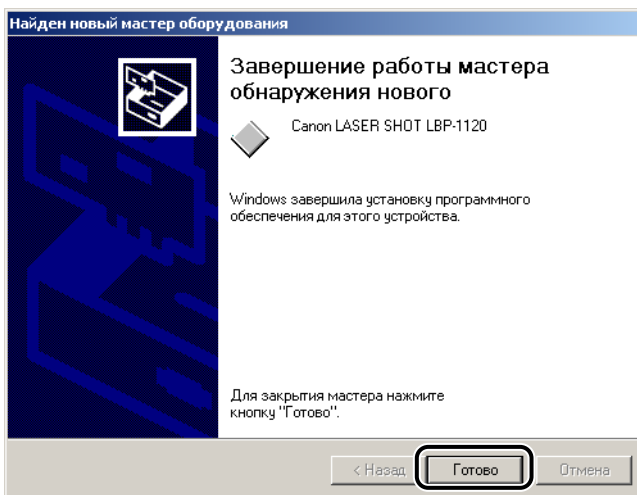 Найден новый мастер оборудования
Завершение работы мастера
обнаружения нового
Canon LASER SHOT LBP-1120
Windows завершила установку программного
обеспечения для этого устройства.
Для закрытия мастера нажмите
кнопку "Готово".
< Назад
Готово
Отмена